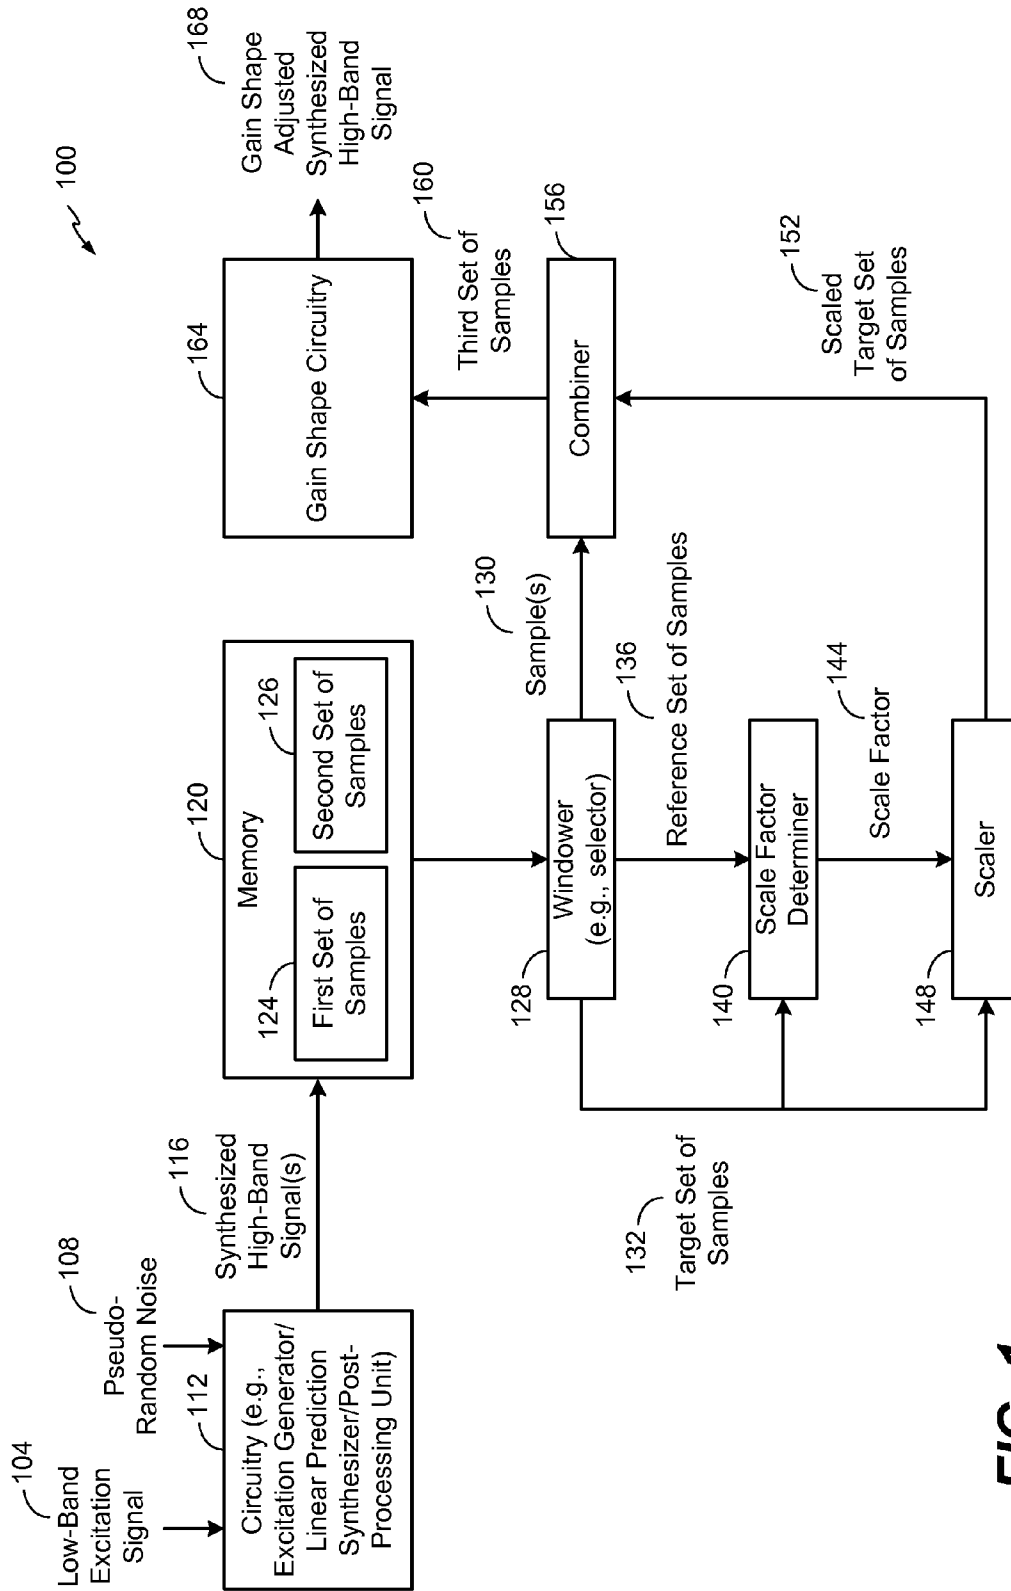 100
104
Low-Band
Excitation
Signal
108
Pseudo-
Random Noise
112
Circuitry (e.g.,
Excitation Generator/
Linear Prediction
Synthesizer/Post-
Processing Unit)
116
Synthesized
High-Band
Signal(s)
120
Memory
124
First Set of
Samples
126
Second Set of
Samples
164
Gain Shape Circuitry
168
Gain Shape
Adjusted
Synthesized
High-Band
Signal
128
Windower
(e.g., selector)
130
Sample(s)
156
Combiner
160
Third Set of
Samples
132
Target Set of
Samples
136
Reference Set of Samples
140
Scale Factor
Determiner
144
Scale Factor
148
Scaler
152
Scaled
Target Set
of Samples
FIG. 1